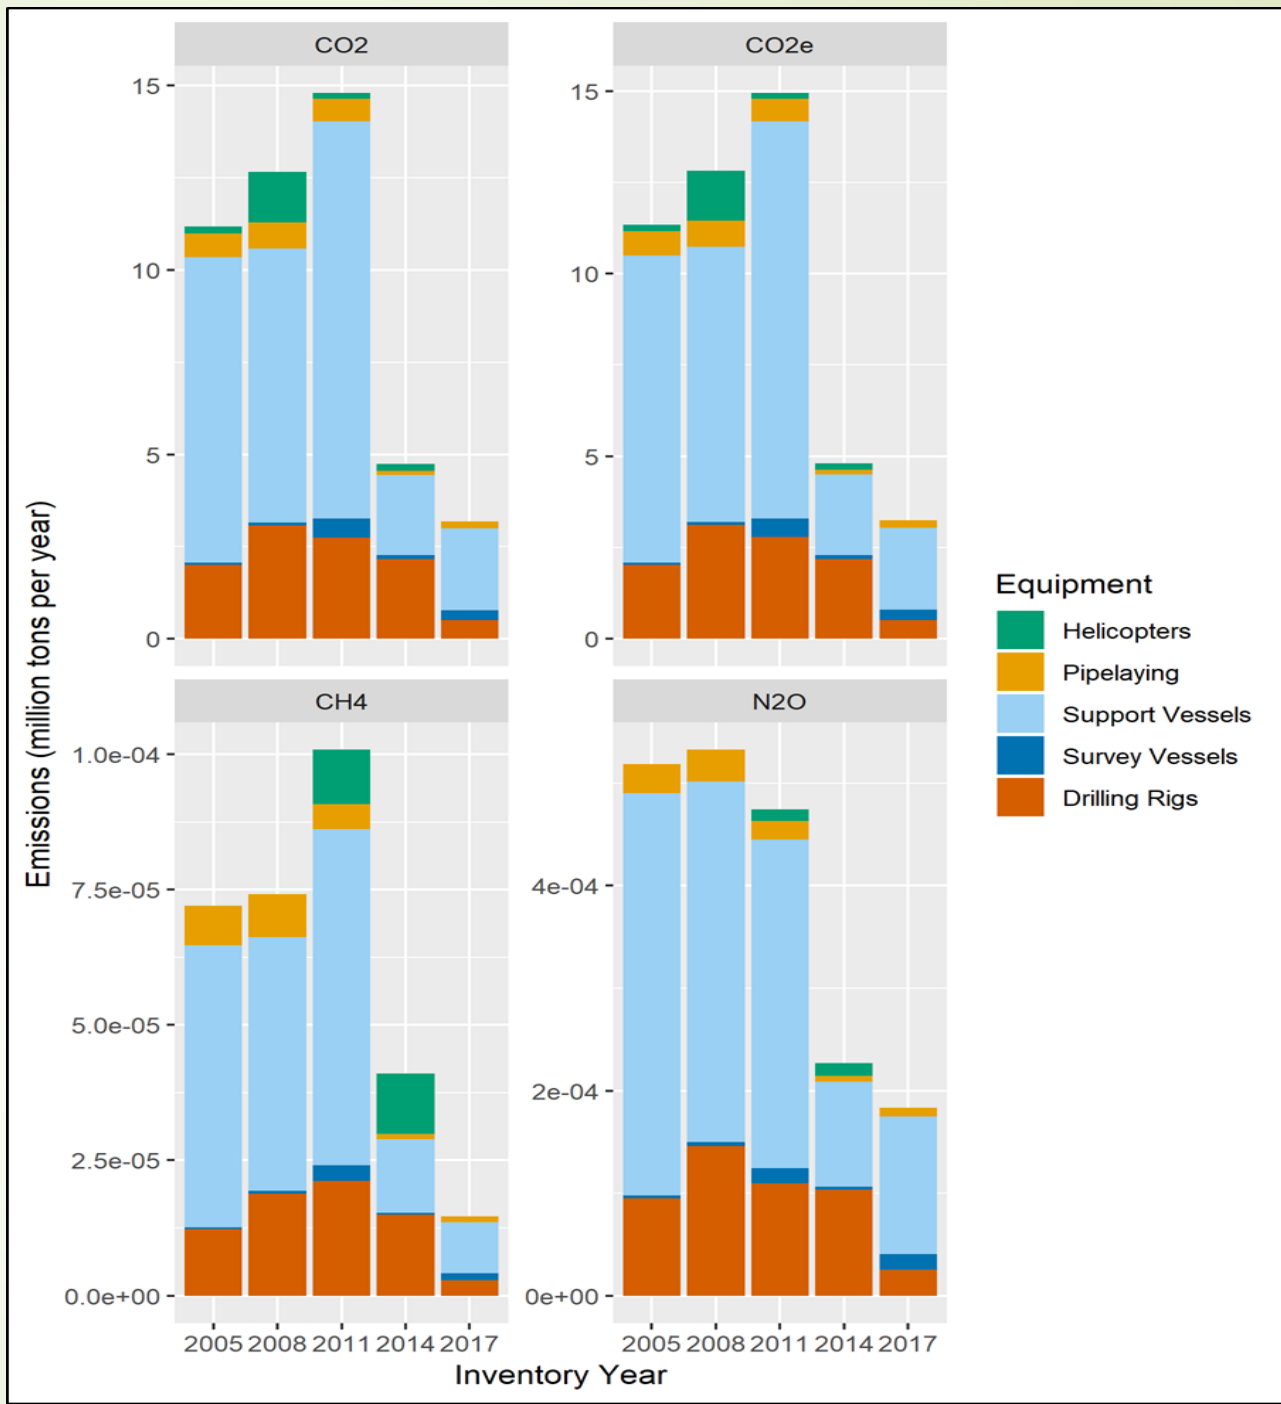 CO2
CO2e
15
10
5
0
15
10
5
0
Emissions (million tons per year)
CH4
N2O
1.0e-04
7.5e-05
5.0e-05
2.5e-05
0.0e+00
4e-04
2e-04
0e+00
2005 2008 2011 2014 2017
2005 2008 2011 2014 2017
Inventory Year
Equipment
Helicopters
Pipelaying
Support Vessels
Survey Vessels
Drilling Rigs